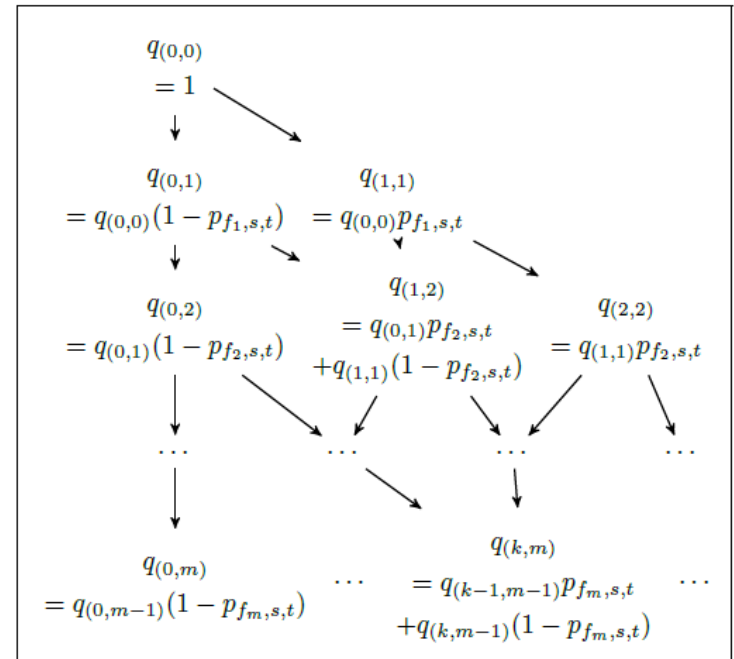 q_{(0,0)}
= 1
q_{(0,1)} q_{(1,1)}
= q_{(0,0)}(1 − p_{f_1,s,t}) = q_{(0,0)}p_{f_1,s,t}
q_{(0,2)} q_{(1,2)} q_{(2,2)}
= q_{(0,1)}(1 − p_{f_2,s,t}) = q_{(0,1)}p_{f_2,s,t} = q_{(1,1)}p_{f_2,s,t}
+q_{(1,1)}(1 − p_{f_2,s,t})
... ... ... ...
q_{(0,m)} ... q_{(k,m)} ...
= q_{(0,m−1)}(1 − p_{f_m,s,t}) = q_{(k−1,m−1)}p_{f_m,s,t}
+q_{(k,m−1)}(1 − p_{f_m,s,t})